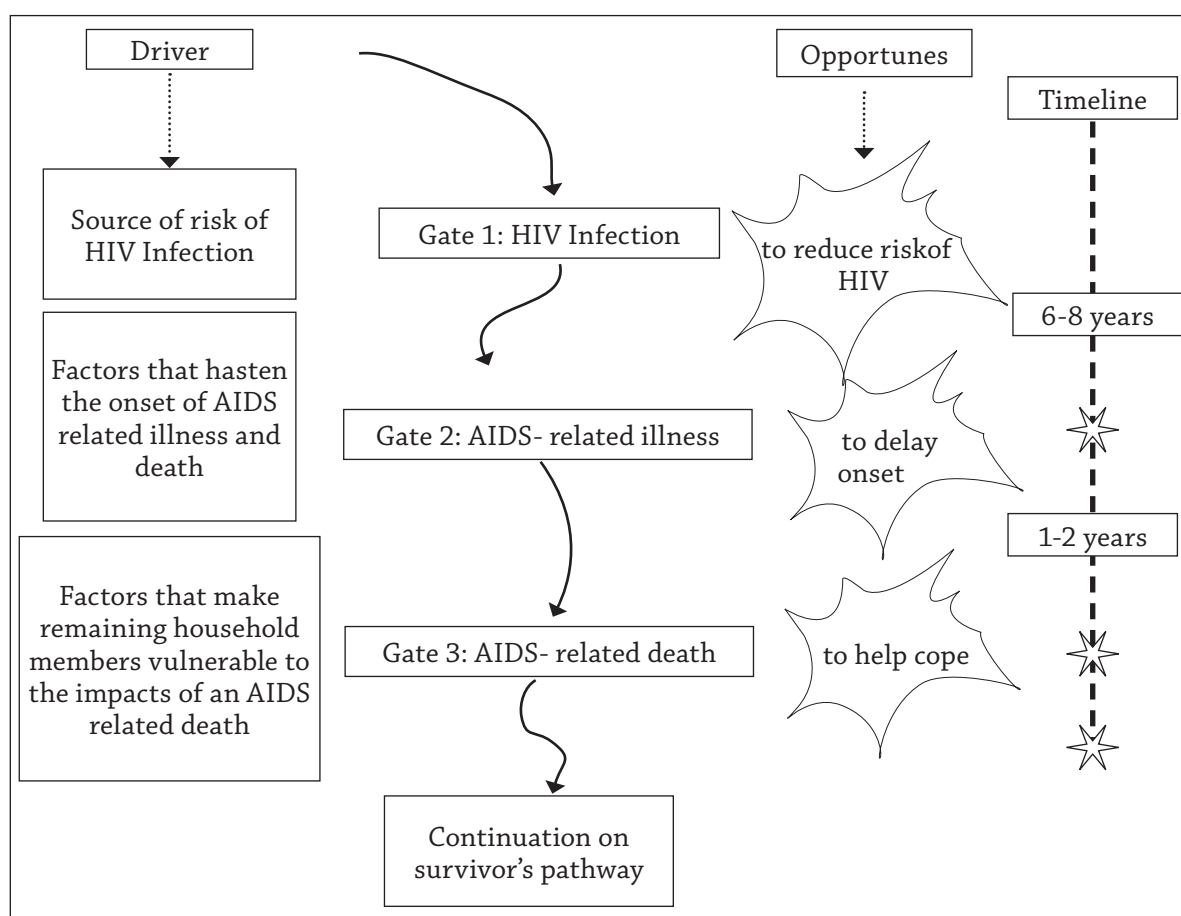 Driver
Opportunes
Timeline
Source of risk of
HIV Infection
Gate 1: HIV Infection
to reduce riskof
HIV
6-8 years
Factors that hasten
the onset of AIDS
related illness and
death
Gate 2: AIDS- related illness
to delay
onset
1-2 years
Factors that make
remaining household
members vulnerable to
the impacts of an AIDS
related death
Gate 3: AIDS- related death
to help cope
Continuation on
survivor's pathway